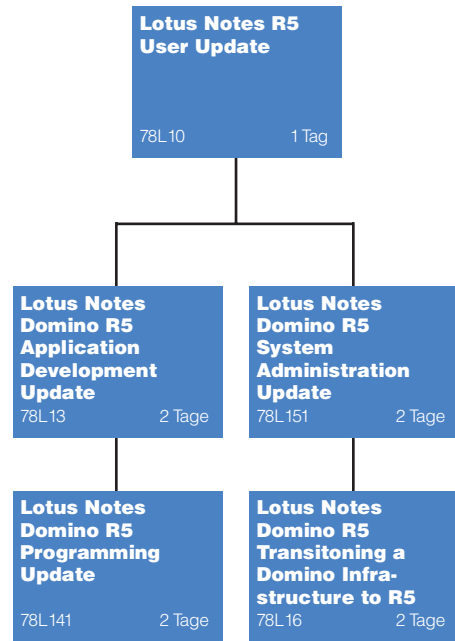 Lotus Notes R5
User Update
78L10 1 Tag
Lotus Notes
Domino R5
Application
Development
Update
78L13 2 Tage
Lotus Notes
Domino R5
System
Administration
Update
78L151 2 Tage
Lotus Notes
Domino R5
Programming
Update
78L141 2 Tage
Lotus Notes
Domino R5
Transitoning a
Domino Infra-
structure to R5
78L16 2 Tage